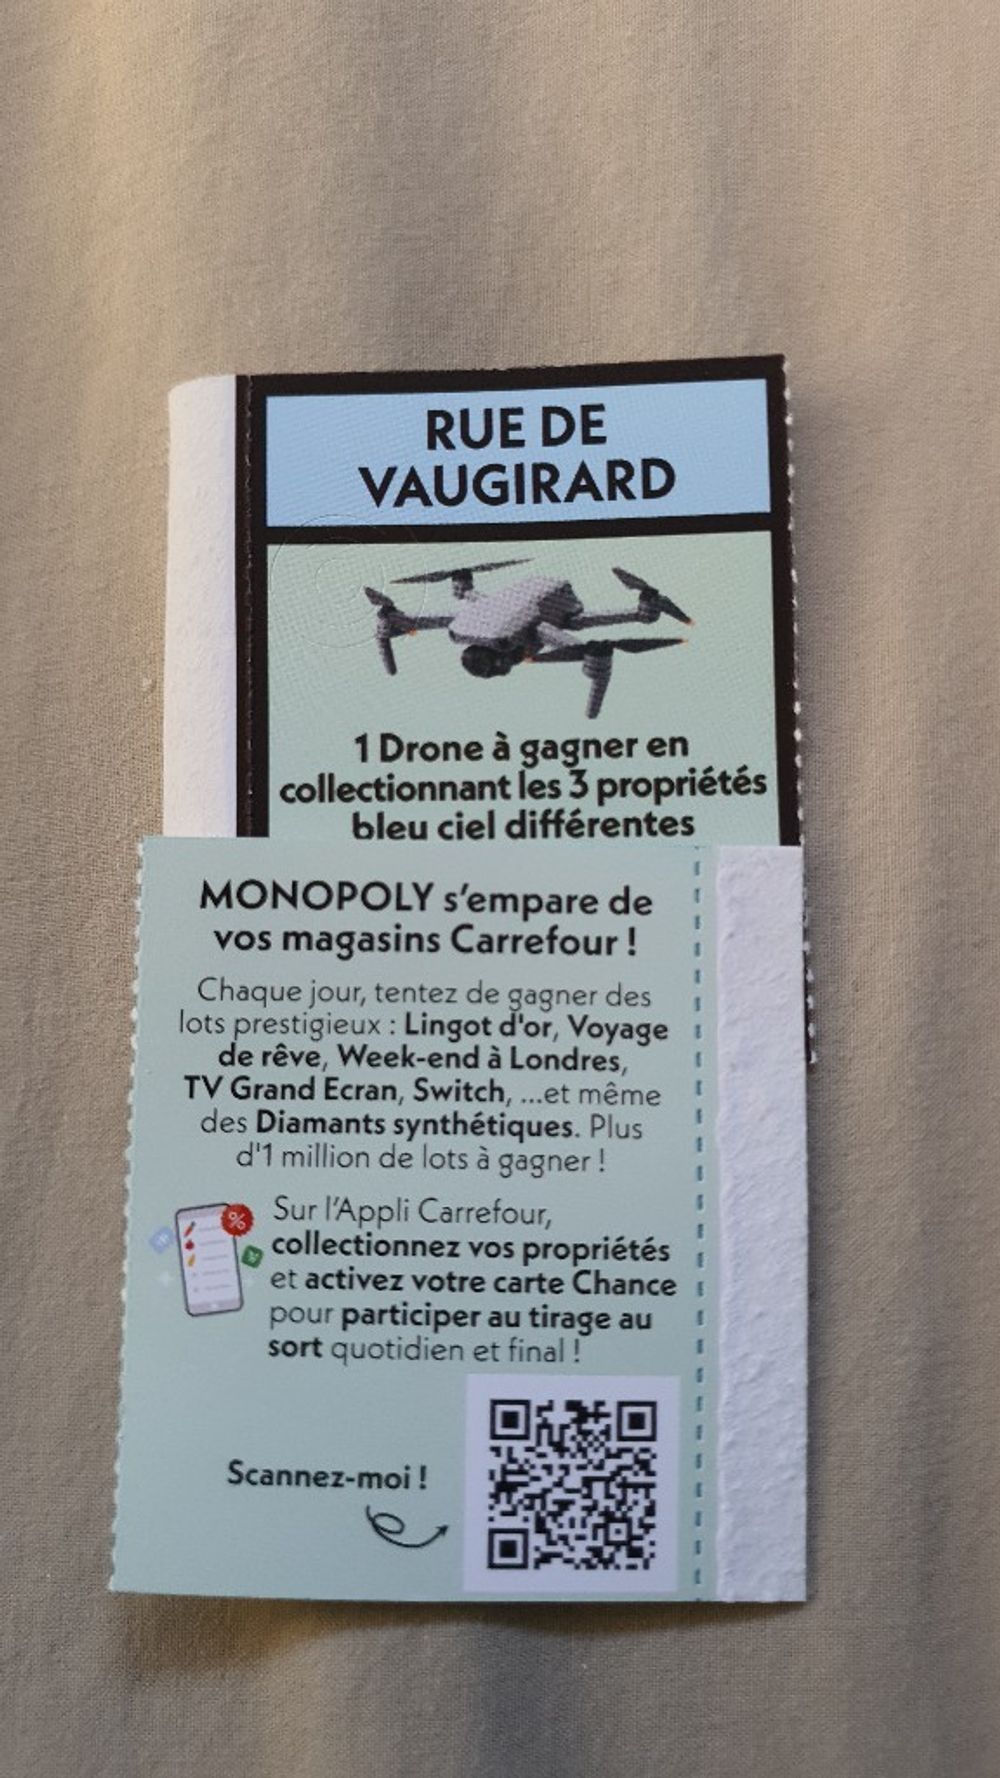 RUE DE
VAUGIRARD
1 Drone à gagner en
collectionnant les 3 propriétés
bleu ciel différentes
MONOPOLY s'empare de
vos magasins Carrefour !
Chaque jour, tentez de gagner des
lots prestigieux : Lingot d'or, Voyage
de rêve, Week-end à Londres,
TV Grand Ecran, Switch, ...et même
des Diamants synthétiques. Plus
d'1 million de lots à gagner !
%
Sur l'Appli Carrefour,
collectionnez vos propriétés
et activez votre carte Chance
pour participer au tirage au
sort quotidien et final !
Scannez-moi !